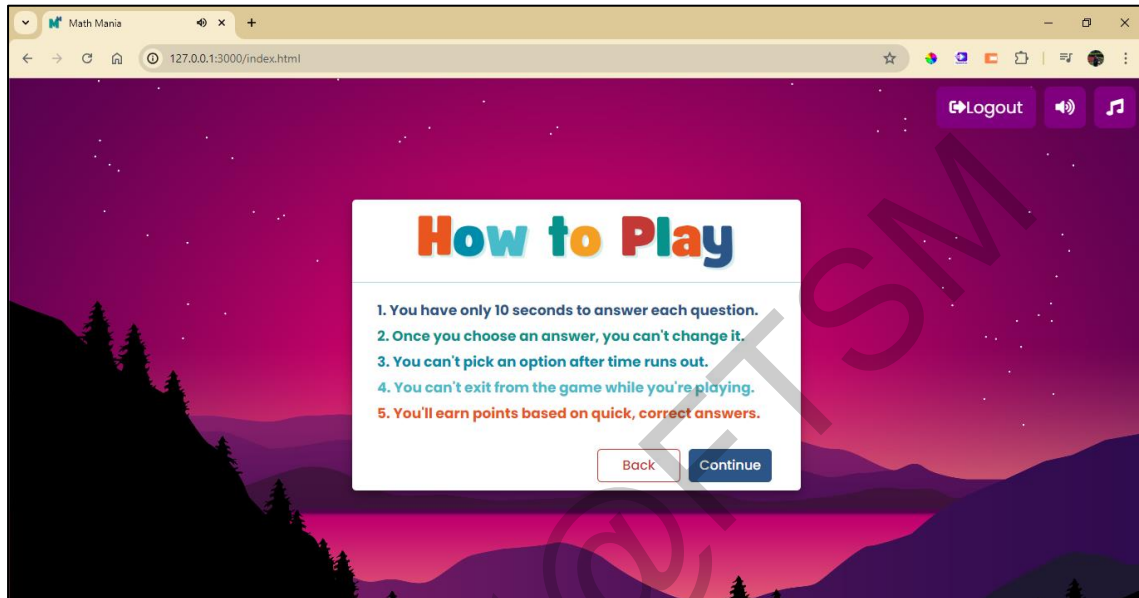 Math Mania
127.0.0.1:3000/index.html
Logout
How to Play
1. You have only 10 seconds to answer each question.
2. Once you choose an answer, you can't change it.
3. You can't pick an option after time runs out.
4. You can't exit from the game while you're playing.
5. You'll earn points based on quick, correct answers.
Back Continue
@FTSM